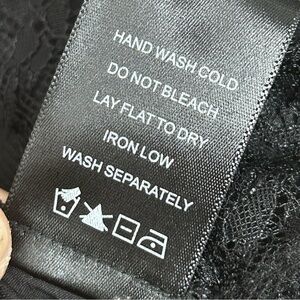 HAND WASH COLD
DO NOT BLEACH
LAY FLAT TO DRY
IRON LOW
WASH SEPARATELY